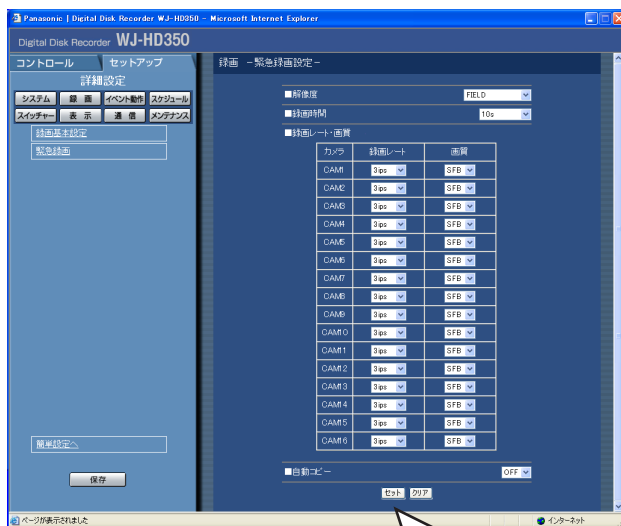 Panasonic | Digital Disk Recorder WJ-HD350 - Microsoft Internet Explorer
Digital Disk Recorder WJ-HD350
コントロール セットアップ
詳細設定
システム 録 画 イベント動作 スケジュール
スイッチャー 表 示 通 信 メンテナンス
録画基本設定
緊急録画
簡単設定へ
保存
録画 －緊急録画設定－
■解像度 FIELD
■録画時間 10s
■録画レート・画質
カメラ 録画レート 画質
CAM1 3ips SFB
CAM2 3ips SFB
CAM3 3ips SFB
CAM4 3ips SFB
CAM5 3ips SFB
CAM6 3ips SFB
CAM7 3ips SFB
CAM8 3ips SFB
CAM9 3ips SFB
CAM10 3ips SFB
CAM11 3ips SFB
CAM12 3ips SFB
CAM13 3ips SFB
CAM14 3ips SFB
CAM15 3ips SFB
CAM16 3ips SFB
■自動コピー OFF
セット クリア
ページが表示されました インターネット